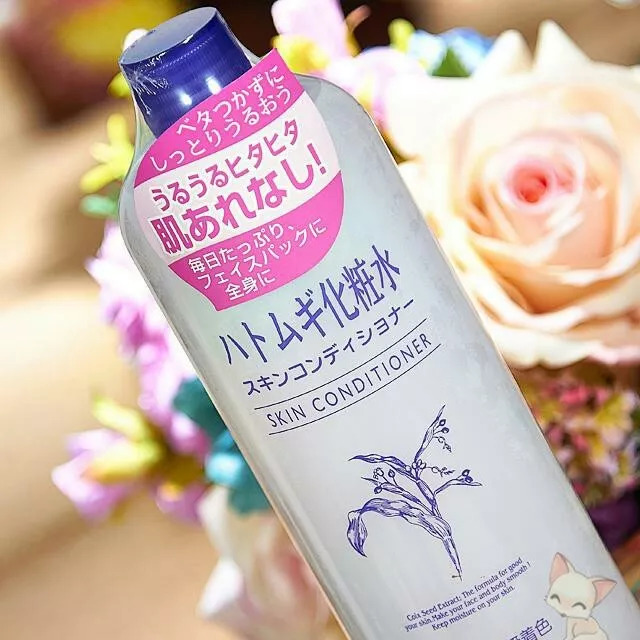 ベタつかずに
しっとりうるおう
うるうるヒタヒタ
肌あれなし!
毎日たっぷり、
フェイスパックに
全身に
ハトムギ化粧水
スキンコンディショナー
SKIN CONDITIONER
Coix Seed Extract: The formula for good
your skin. Make your face and body smooth !
Keep moisture on your skin.
着色